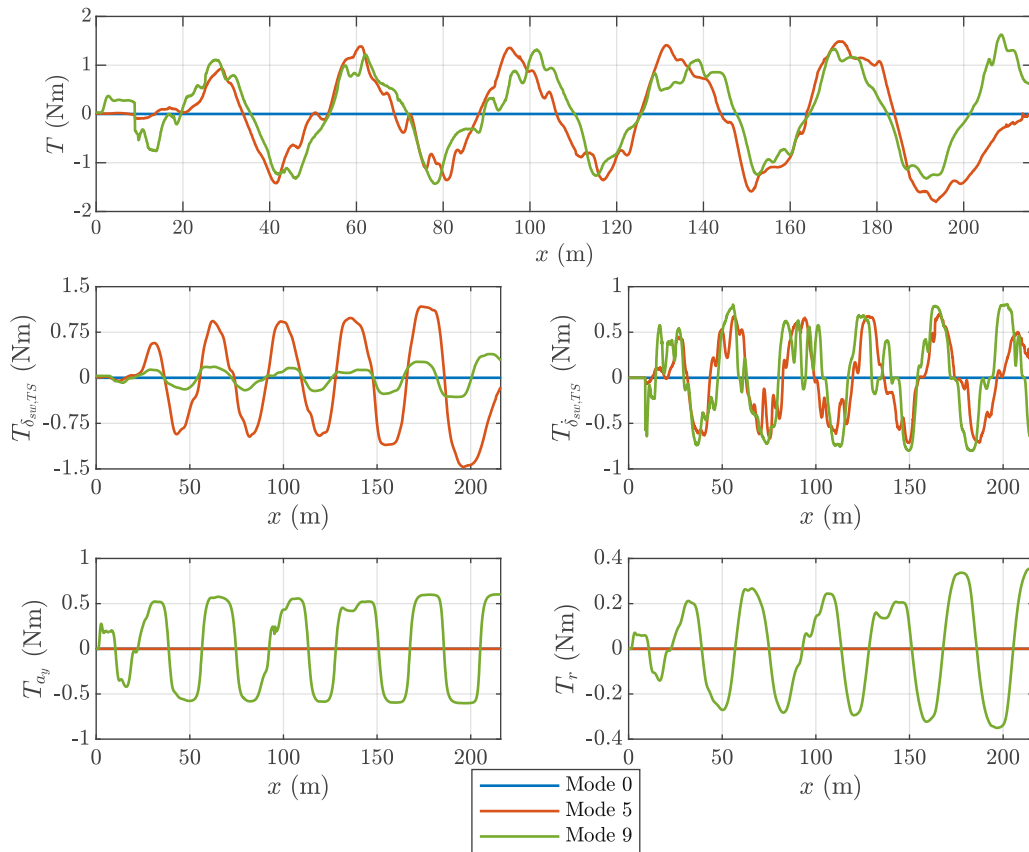 2
1
0
-1
-2
T (Nm)
0 20 40 60 80 100 120 140 160 180 200
x (m)
1.5
0.75
0
-0.75
-1.5
T_{δ_{sw,TS}} (Nm)
0 50 100 150 200
x (m)
1
0.5
0
-0.5
-1
T_{\dot{δ}_{sw,TS}} (Nm)
0 50 100 150 200
x (m)
1
0.5
0
-0.5
-1
T_{a_y} (Nm)
0 50 100 150 200
x (m)
0.4
0.2
0
-0.2
-0.4
T_r (Nm)
0 50 100 150 200
x (m)
Mode 0
Mode 5
Mode 9